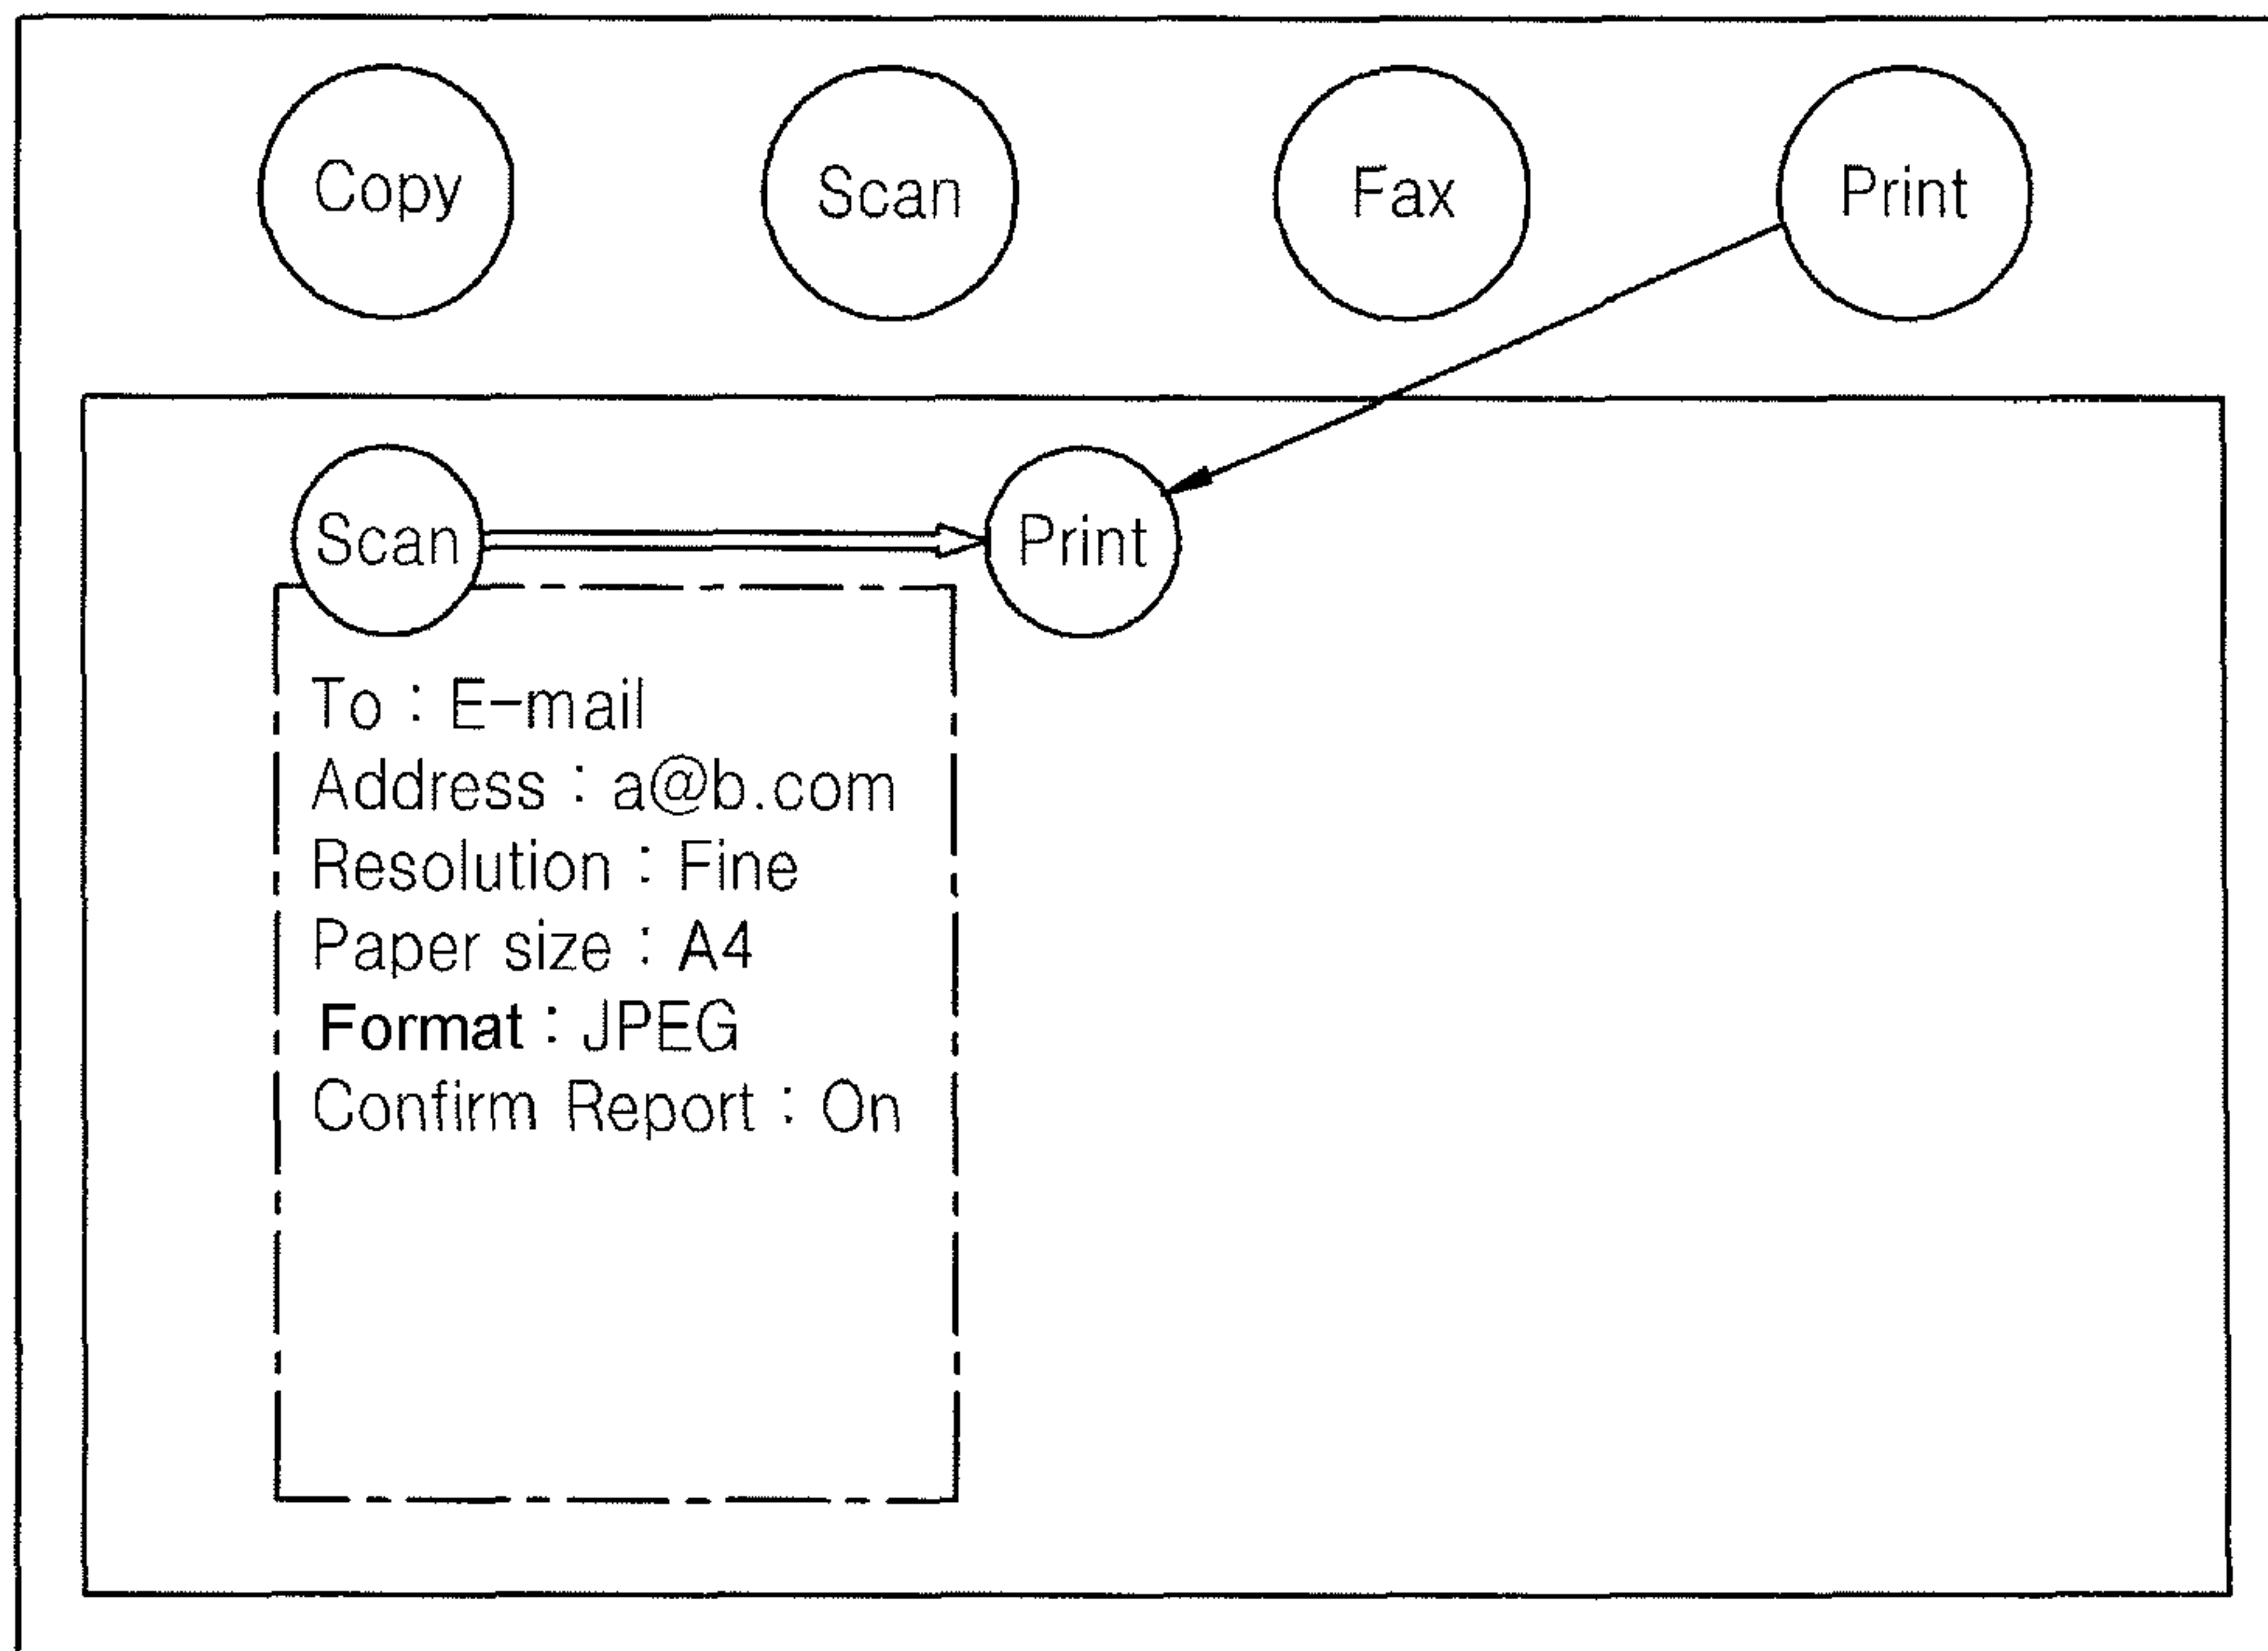 Copy Scan Fax Print
Scan Print
To : E-mail
Address : a@b.com
Resolution : Fine
Paper size : A4
Format : JPEG
Confirm Report : On